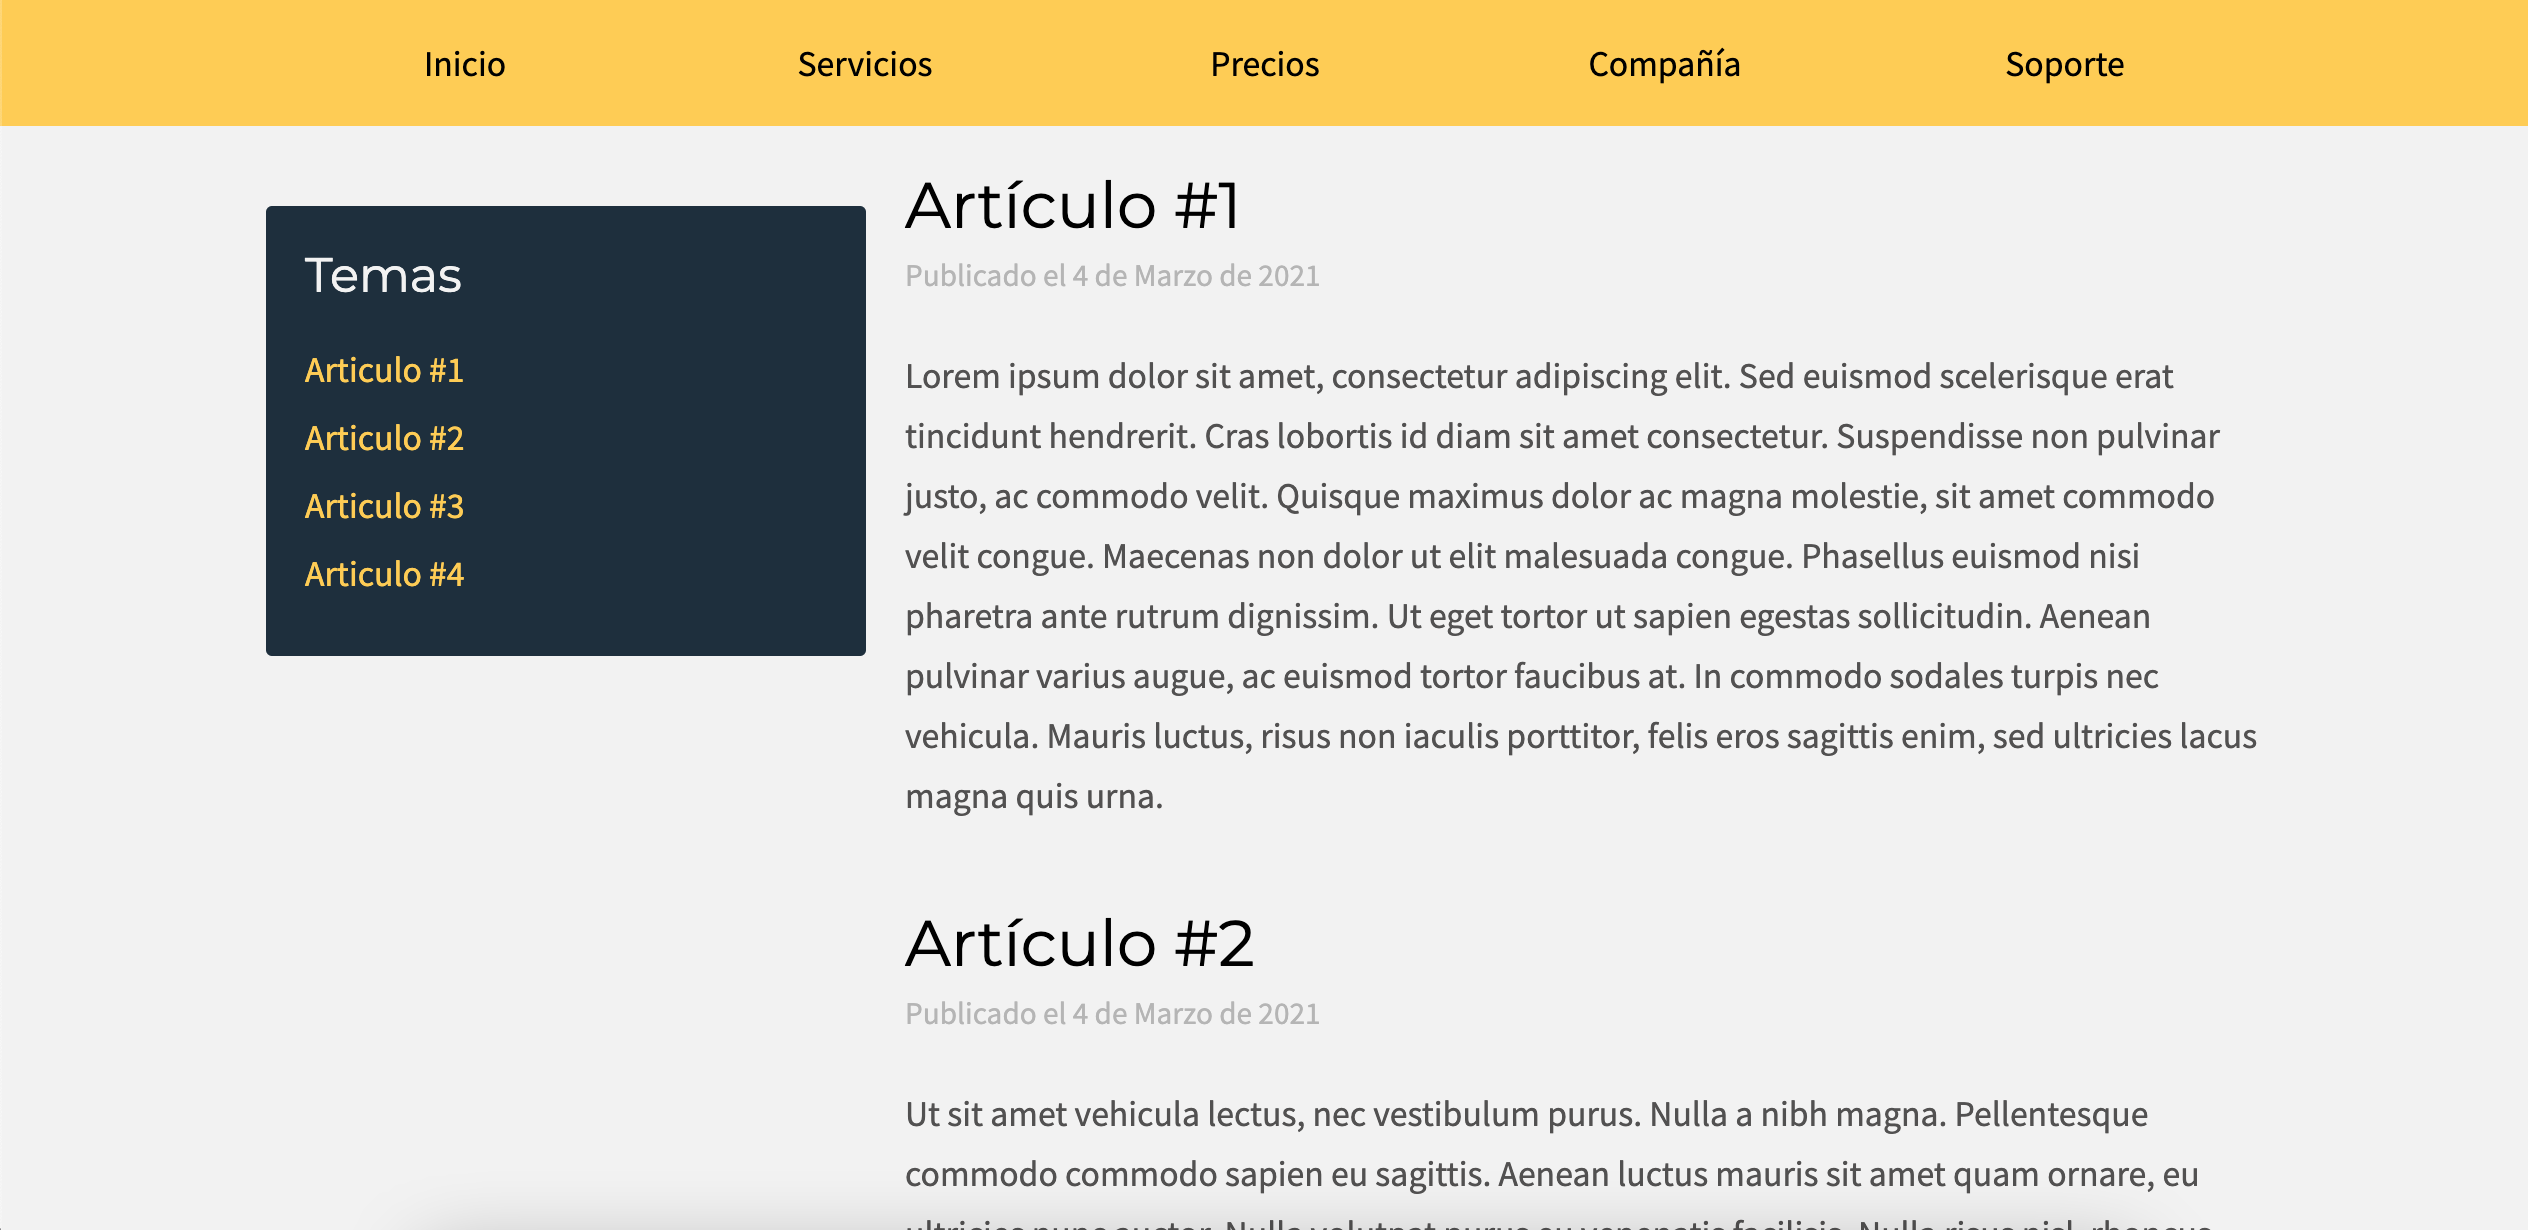 Inicio Servicios Precios Compañía Soporte
Temas
Articulo #1
Articulo #2
Articulo #3
Articulo #4
Artículo #1
Publicado el 4 de Marzo de 2021
Lorem ipsum dolor sit amet, consectetur adipiscing elit. Sed euismod scelerisque erat
tincidunt hendrerit. Cras lobortis id diam sit amet consectetur. Suspendisse non pulvinar
justo, ac commodo velit. Quisque maximus dolor ac magna molestie, sit amet commodo
velit congue. Maecenas non dolor ut elit malesuada congue. Phasellus euismod nisi
pharetra ante rutrum dignissim. Ut eget tortor ut sapien egestas sollicitudin. Aenean
pulvinar varius augue, ac euismod tortor faucibus at. In commodo sodales turpis nec
vehicula. Mauris luctus, risus non iaculis porttitor, felis eros sagittis enim, sed ultricies lacus
magna quis urna.
Artículo #2
Publicado el 4 de Marzo de 2021
Ut sit amet vehicula lectus, nec vestibulum purus. Nulla a nibh magna. Pellentesque
commodo commodo sapien eu sagittis. Aenean luctus mauris sit amet quam ornare, eu